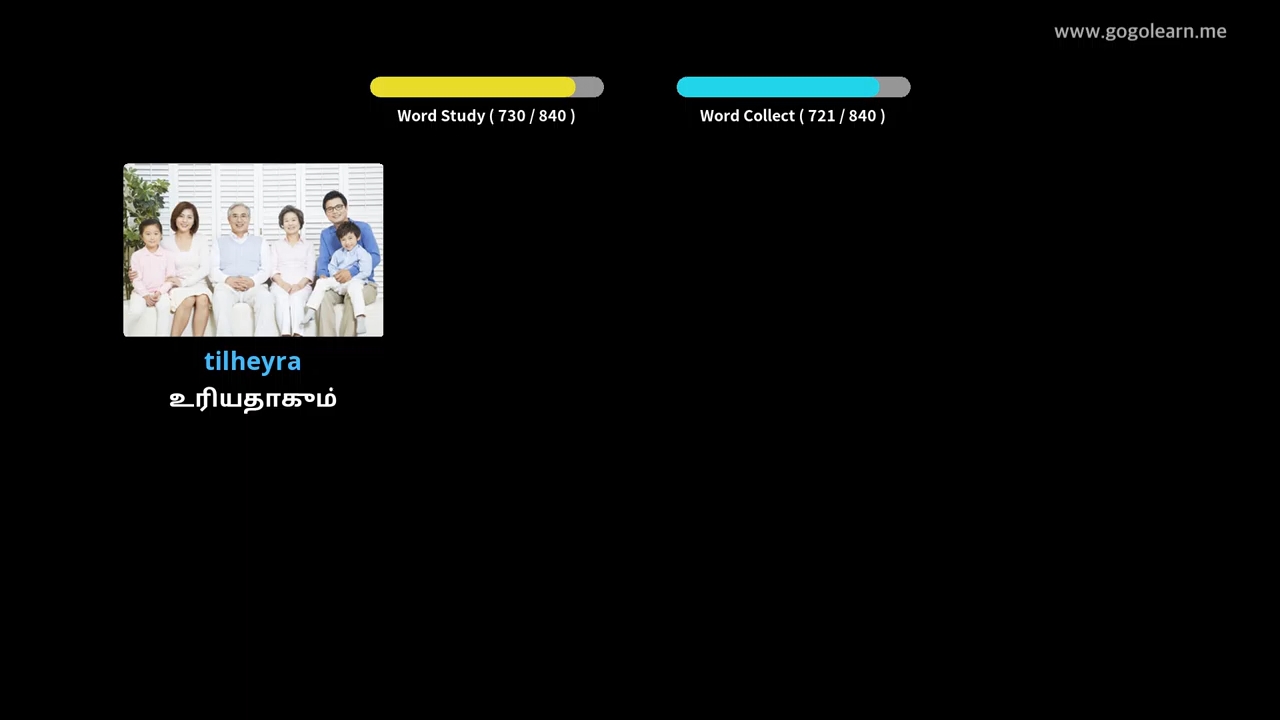 www.gogolearn.me
Word Study ( 730 / 840 )
Word Collect ( 721 / 840 )
tilheyra
உரியதாகும்